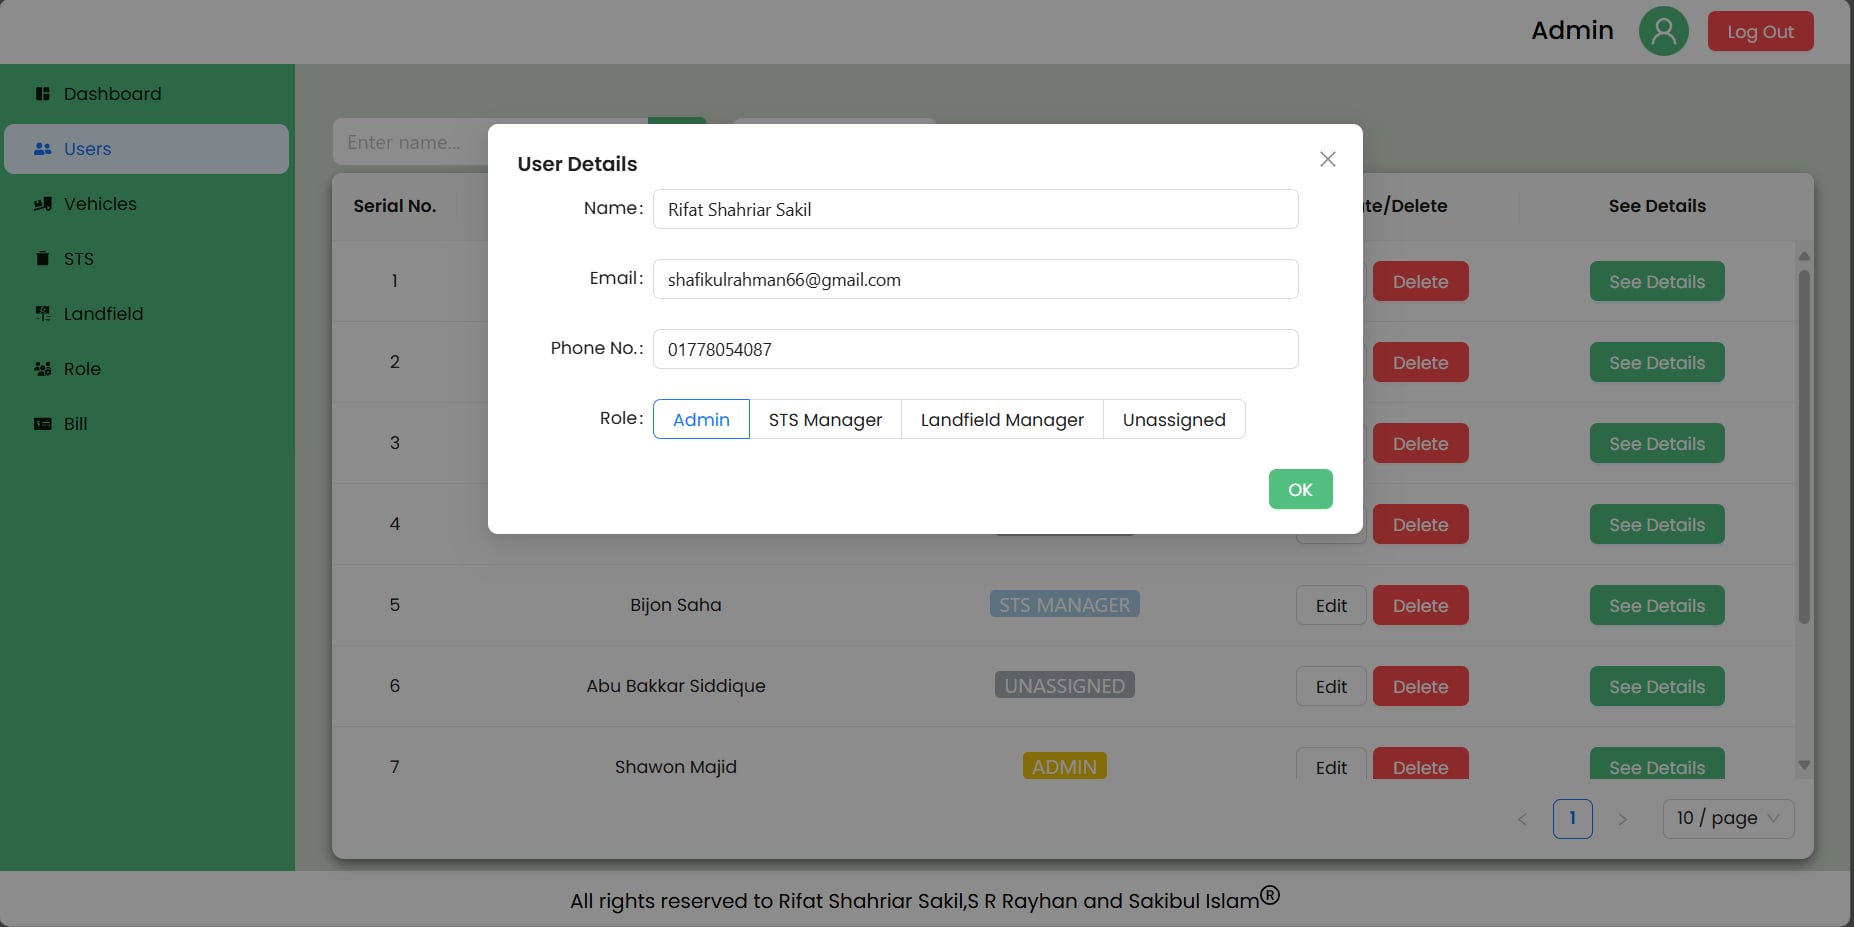 Admin
Log Out
Dashboard
Users
Vehicles
STS
Landfield
Role
Bill
Enter name...
User Details
Name: Rifat Shahriar Sakil
Email: shafikulrahman66@gmail.com
Phone No.: 01778054087
Role: Admin STS Manager Landfield Manager Unassigned
OK
Serial No. te/Delete See Details
1 Delete See Details
2 Delete See Details
3 Delete See Details
4 Delete See Details
5 Bijon Saha STS MANAGER Edit Delete See Details
6 Abu Bakkar Siddique UNASSIGNED Edit Delete See Details
7 Shawon Majid ADMIN Edit Delete See Details
< 1 > 10 / page
All rights reserved to Rifat Shahriar Sakil,S R Rayhan and Sakibul Islam®